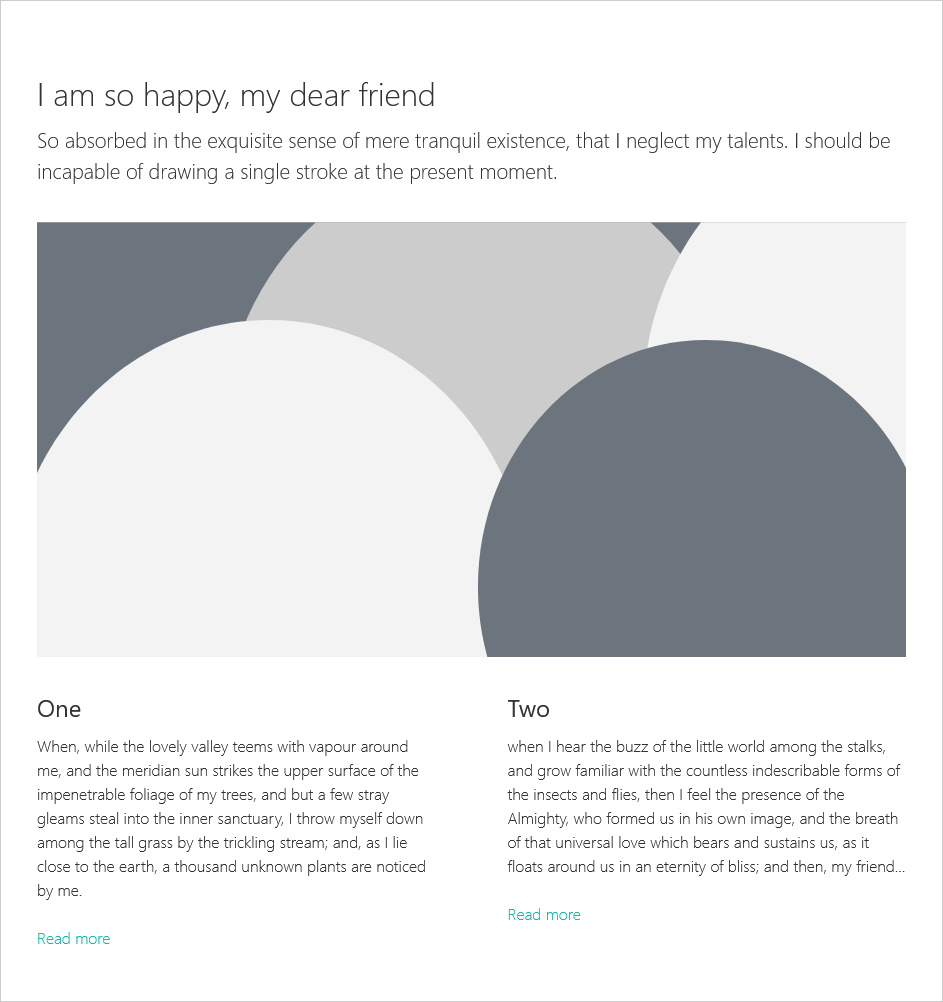 I am so happy, my dear friend
So absorbed in the exquisite sense of mere tranquil existence, that I neglect my talents. I should be
incapable of drawing a single stroke at the present moment.
One
When, while the lovely valley teems with vapour around
me, and the meridian sun strikes the upper surface of the
impenetrable foliage of my trees, and but a few stray
gleams steal into the inner sanctuary, I throw myself down
among the tall grass by the trickling stream; and, as I lie
close to the earth, a thousand unknown plants are noticed
by me.
Read more
Two
when I hear the buzz of the little world among the stalks,
and grow familiar with the countless indescribable forms of
the insects and flies, then I feel the presence of the
Almighty, who formed us in his own image, and the breath
of that universal love which bears and sustains us, as it
floats around us in an eternity of bliss; and then, my friend...
Read more